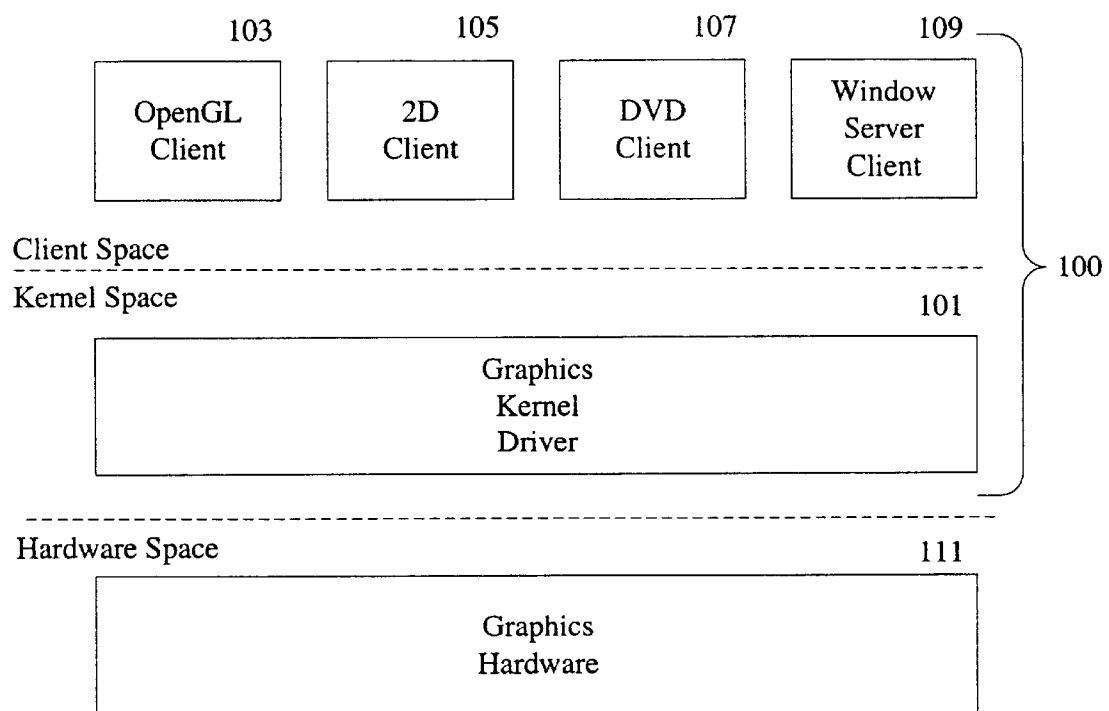 103
105
107
109
OpenGL
Client
2D
Client
DVD
Client
Window
Server
Client
Client Space
100
Kernel Space
101
Graphics
Kernel
Driver
Hardware Space
111
Graphics
Hardware